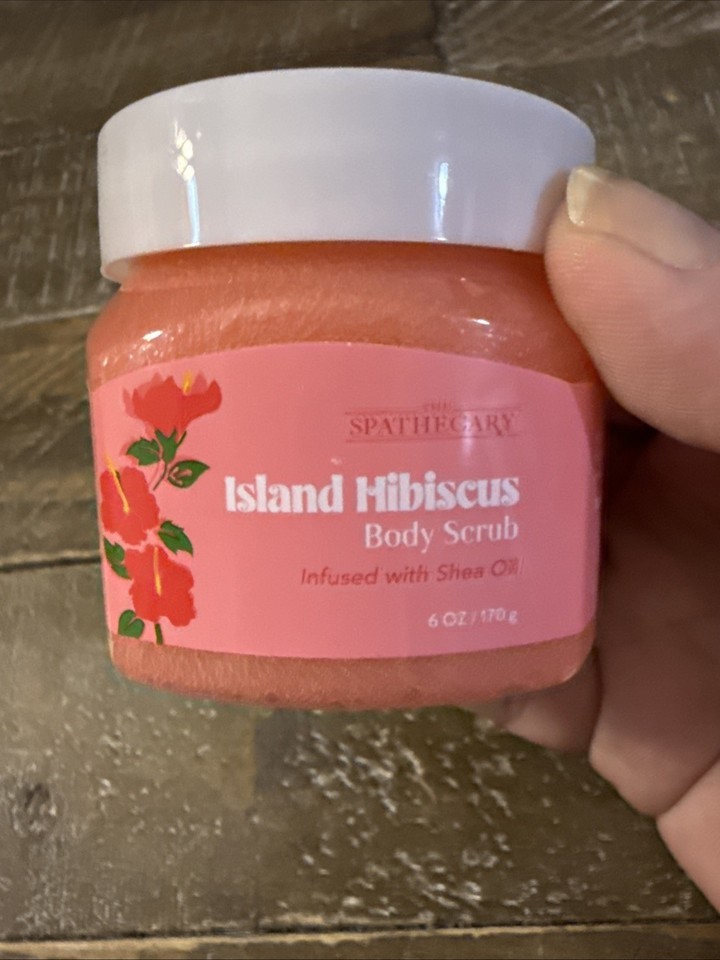 THE
SPATHECARY
Island Hibiscus
Body Scrub
Infused with Shea Oil
6 OZ / 170 g